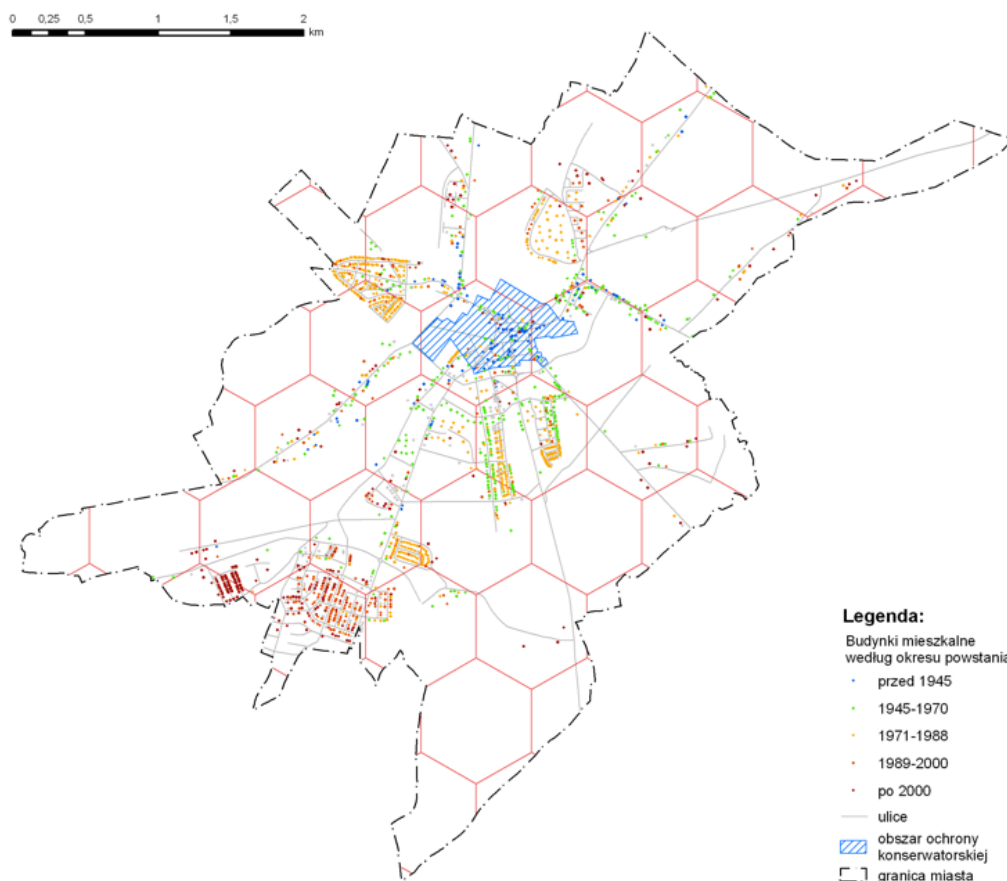 0 0,25 0,5 1 1,5 2
km
Legenda:
Budynki mieszkalne
według okresu powstania
przed 1945
1945-1970
1971-1988
1989-2000
po 2000
ulice
obszar ochrony
konserwatorskiej
granica miasta